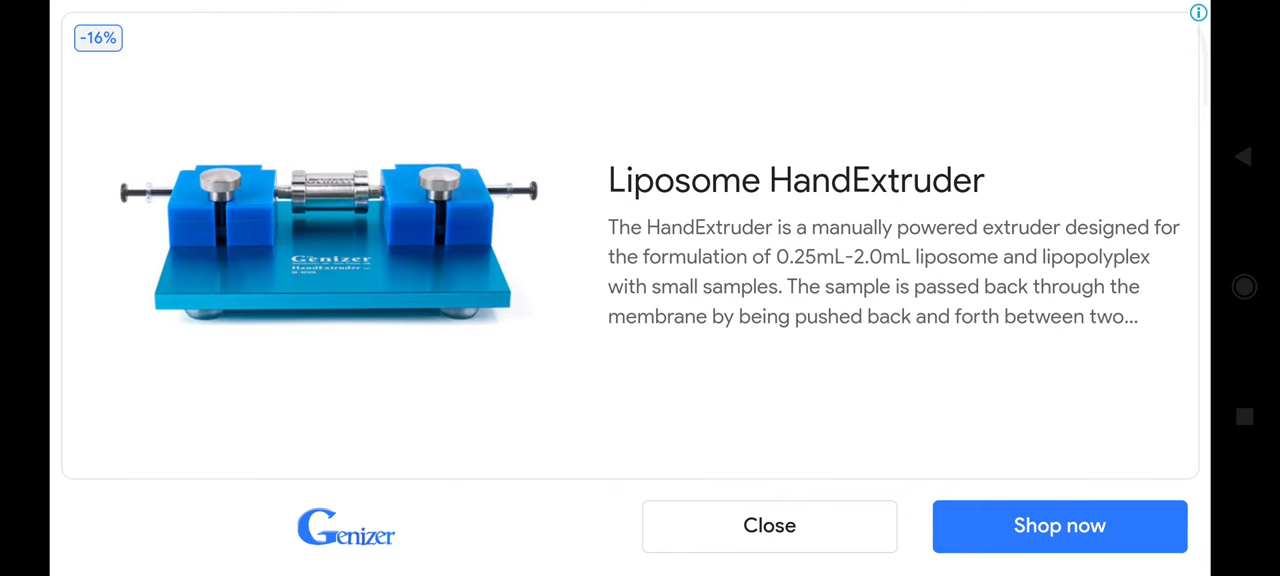 -16%
Genizer
HandExtruder
Liposome HandExtruder
The HandExtruder is a manually powered extruder designed for
the formulation of 0.25mL-2.0mL liposome and lipopolyplex
with small samples. The sample is passed back through the
membrane by being pushed back and forth between two...
Genizer
Close
Shop now